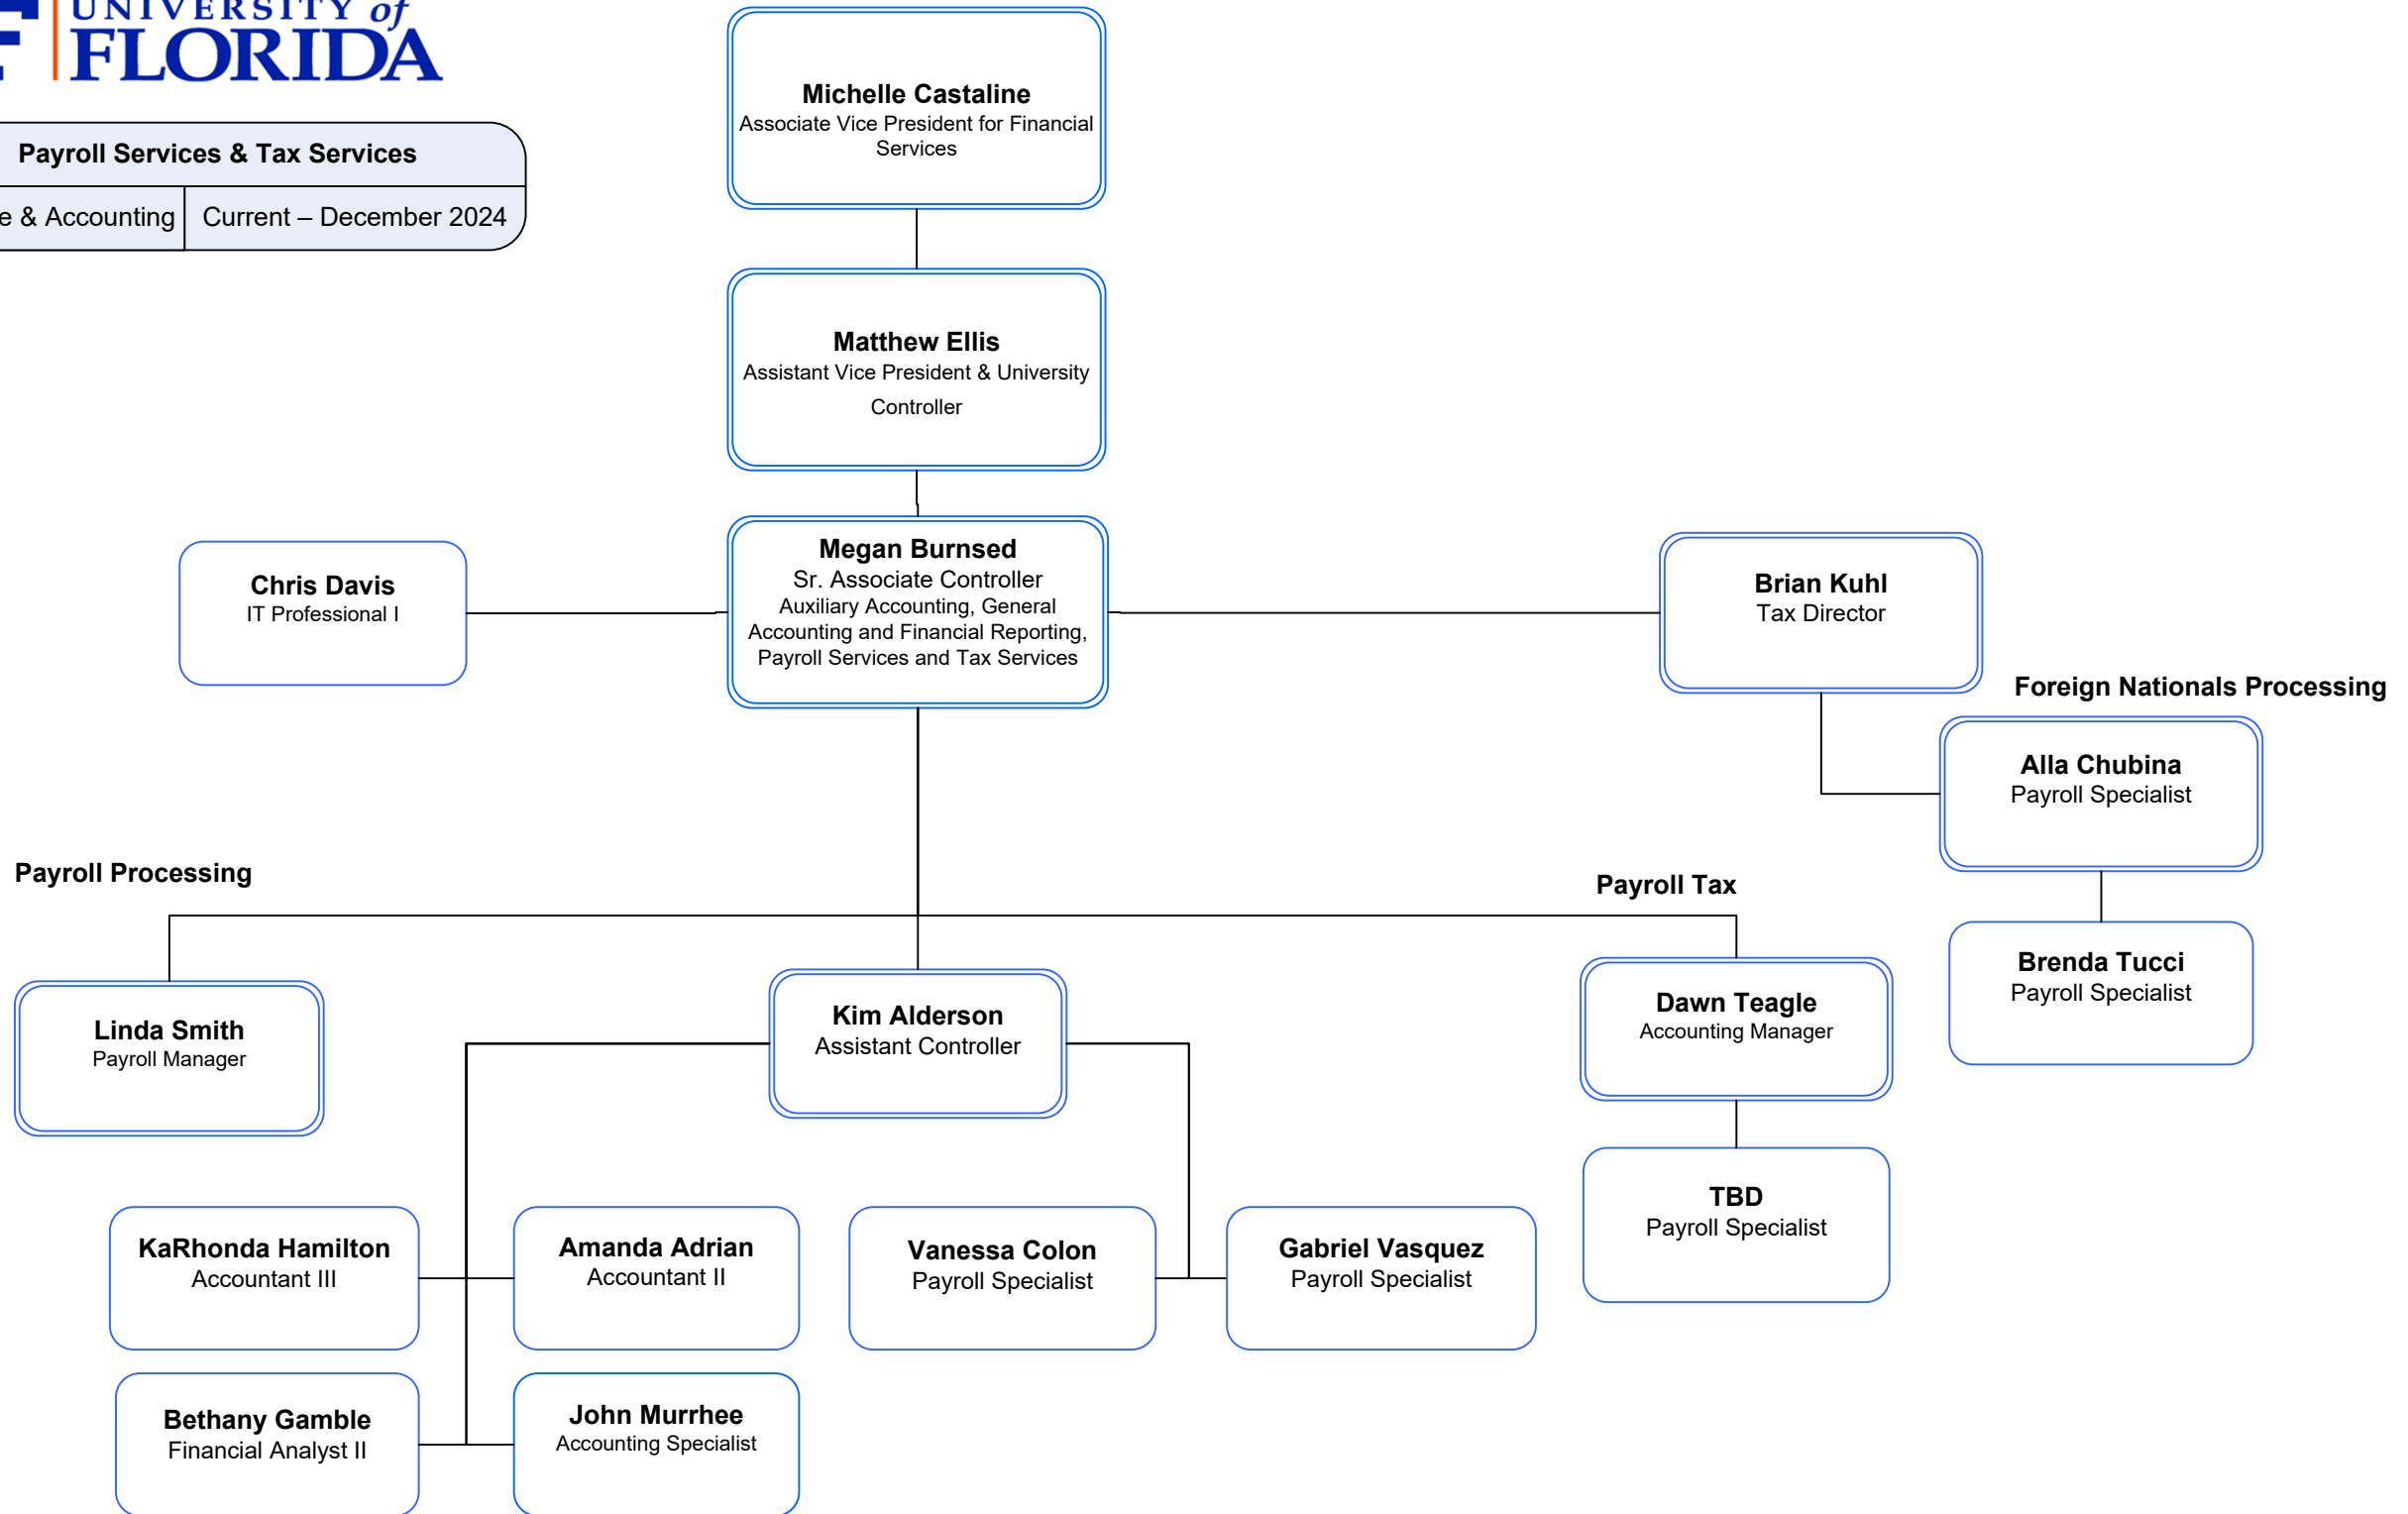 UNIVERSITY of
FLORIDA
Payroll Services & Tax Services
& Accounting
Current – December 2024
Michelle Castaline
Associate Vice President for Financial
Services
Matthew Ellis
Assistant Vice President & University
Controller
Chris Davis
IT Professional I
Megan Burnsed
Sr. Associate Controller
Auxiliary Accounting, General
Accounting and Financial Reporting,
Payroll Services and Tax Services
Brian Kuhl
Tax Director
Foreign Nationals Processing
Alla Chubina
Payroll Specialist
Brenda Tucci
Payroll Specialist
Payroll Processing
Payroll Tax
Linda Smith
Payroll Manager
Kim Alderson
Assistant Controller
Dawn Teagle
Accounting Manager
TBD
Payroll Specialist
KaRhonda Hamilton
Accountant III
Amanda Adrian
Accountant II
Vanessa Colon
Payroll Specialist
Gabriel Vasquez
Payroll Specialist
Bethany Gamble
Financial Analyst II
John Murrhee
Accounting Specialist